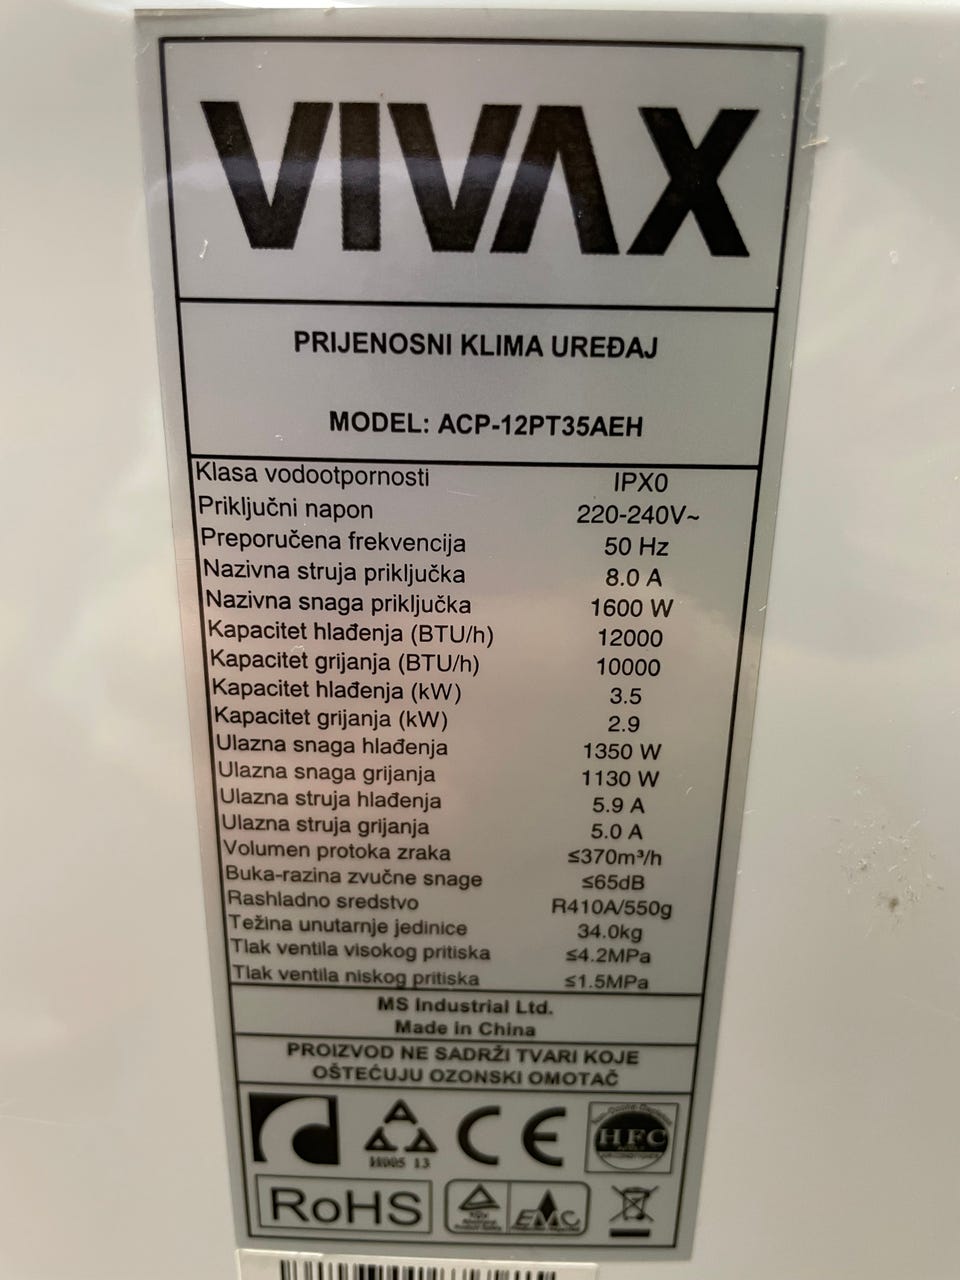 VIVAX
PRIJENOSNI KLIMA UREĐAJ
MODEL: ACP-12PT35AEH
Klasa vodootpornosti IPX0
Priključni napon 220-240V~
Preporučena frekvencija 50 Hz
Nazivna struja priključka 8.0 A
Nazivna snaga priključka 1600 W
Kapacitet hlađenja (BTU/h) 12000
Kapacitet grijanja (BTU/h) 10000
Kapacitet hlađenja (kW) 3.5
Kapacitet grijanja (kW) 2.9
Ulazna snaga hlađenja 1350 W
Ulazna snaga grijanja 1130 W
Ulazna struja hlađenja 5.9 A
Ulazna struja grijanja 5.0 A
Volumen protoka zraka ≤370m³/h
Buka-razina zvučne snage ≤65dB
Rashladno sredstvo R410A/550g
Težina unutarnje jedinice 34.0kg
Tlak ventila visokog pritiska ≤4.2MPa
Tlak ventila niskog pritiska ≤1.5MPa
MS Industrial Ltd.
Made in China
PROIZVOD NE SADRŽI TVARI KOJE
OŠTEĆUJU OZONSKI OMOTAČ
AAA
H005 13
CE
HFC
RoHS
EMC